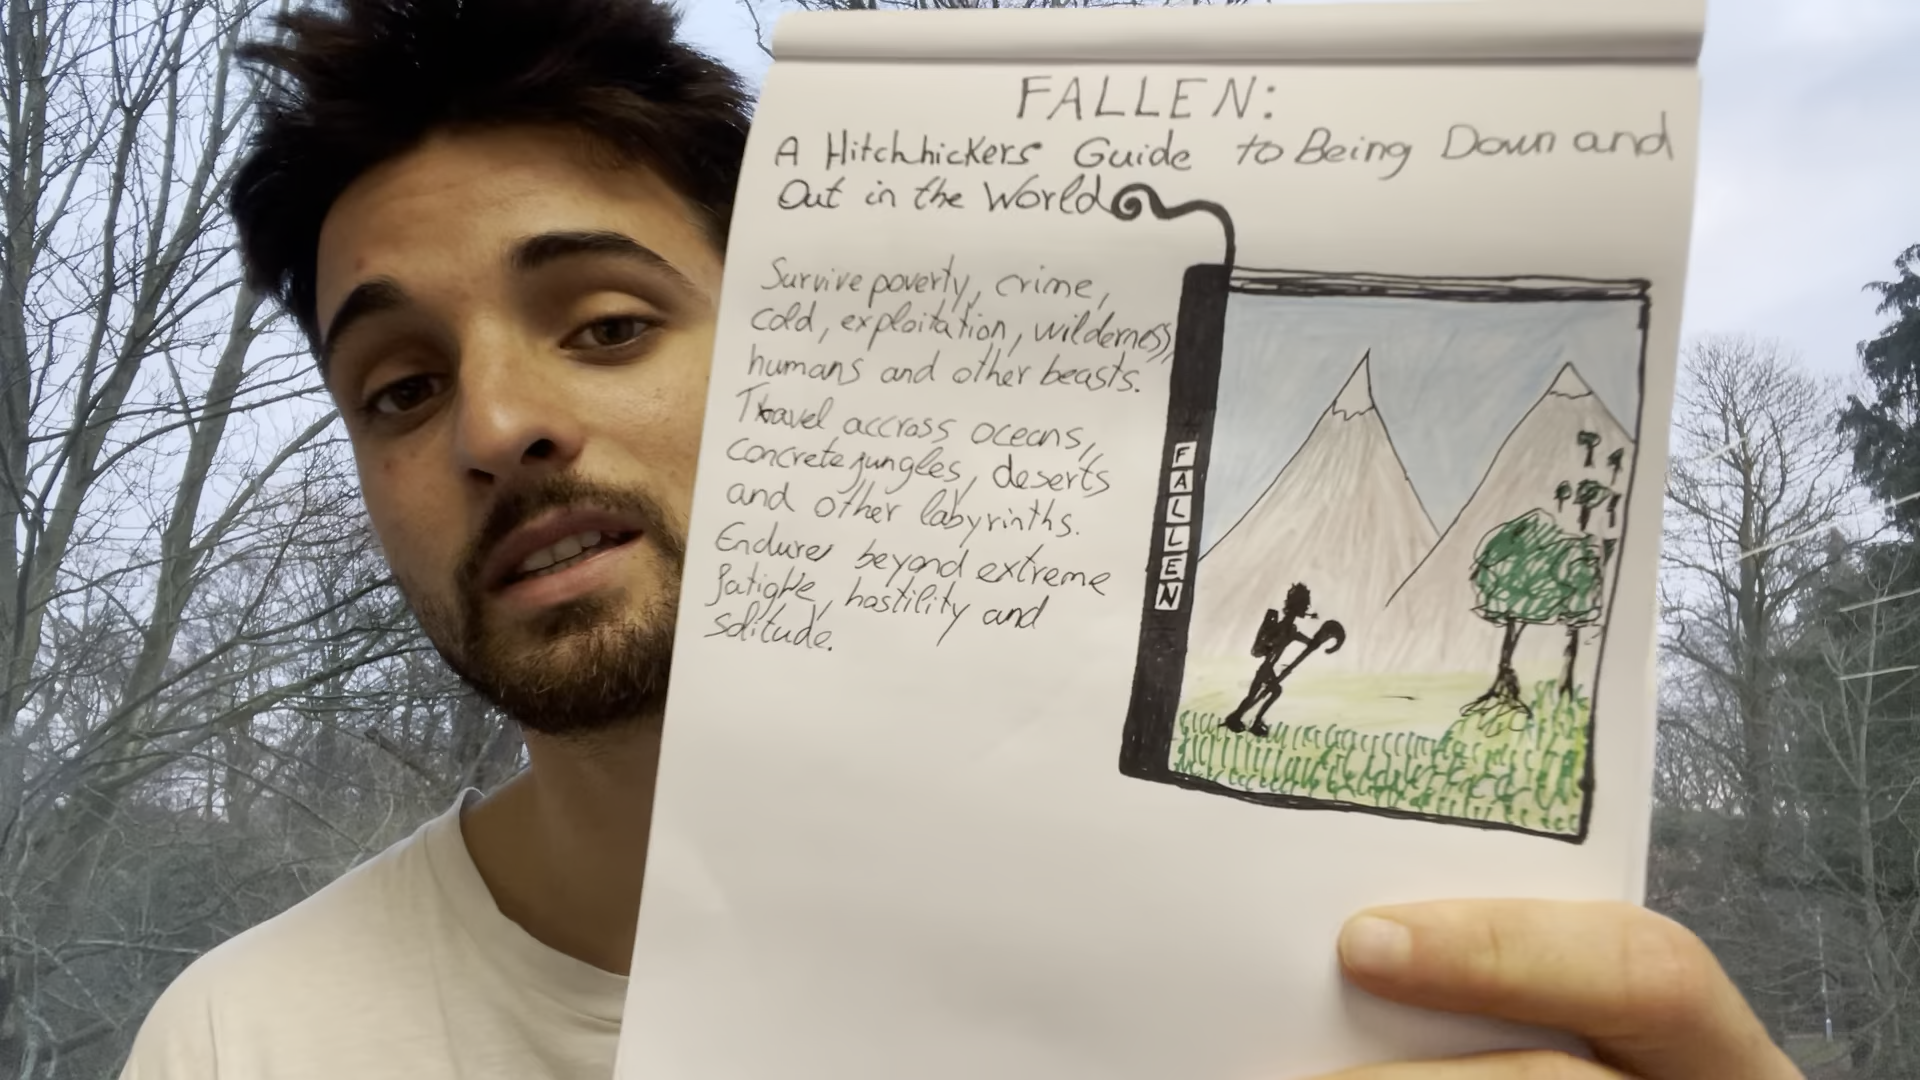 FALLEN:
A Hitchhickers Guide to Being Down and
Out in the World
Survive poverty, crime,
cold, exploitation, wilderness,
humans and other beasts.
Travel accross oceans,
concrete jungles, deserts
and other labyrinths.
Endure beyond extreme
fatigue, hostility and
solitude.
FALLEN